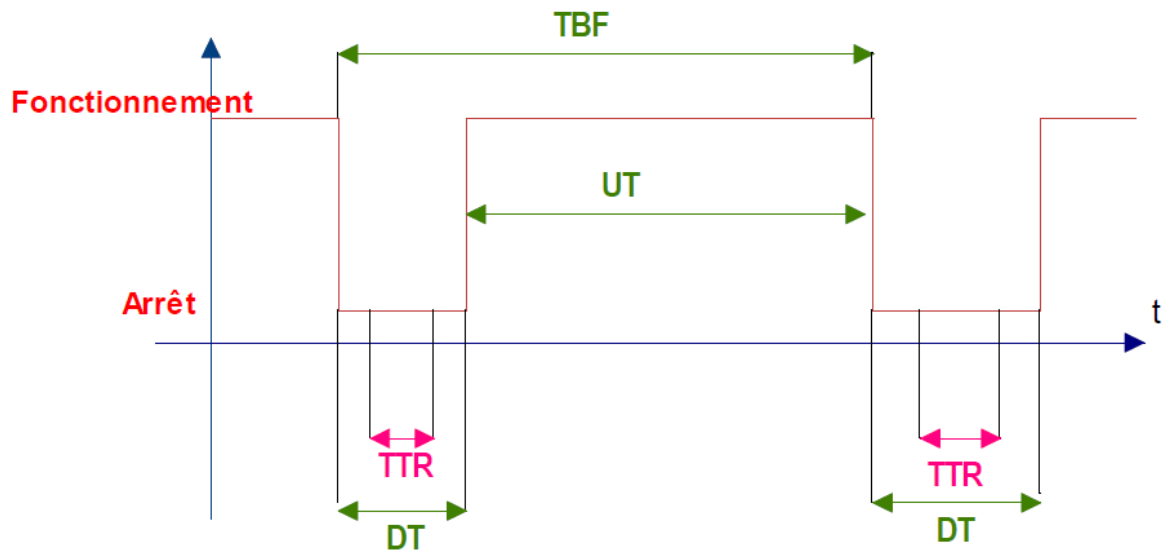 TBF
Fonctionnement
UT
Arrêt
t
TTR
TTR
DT
DT